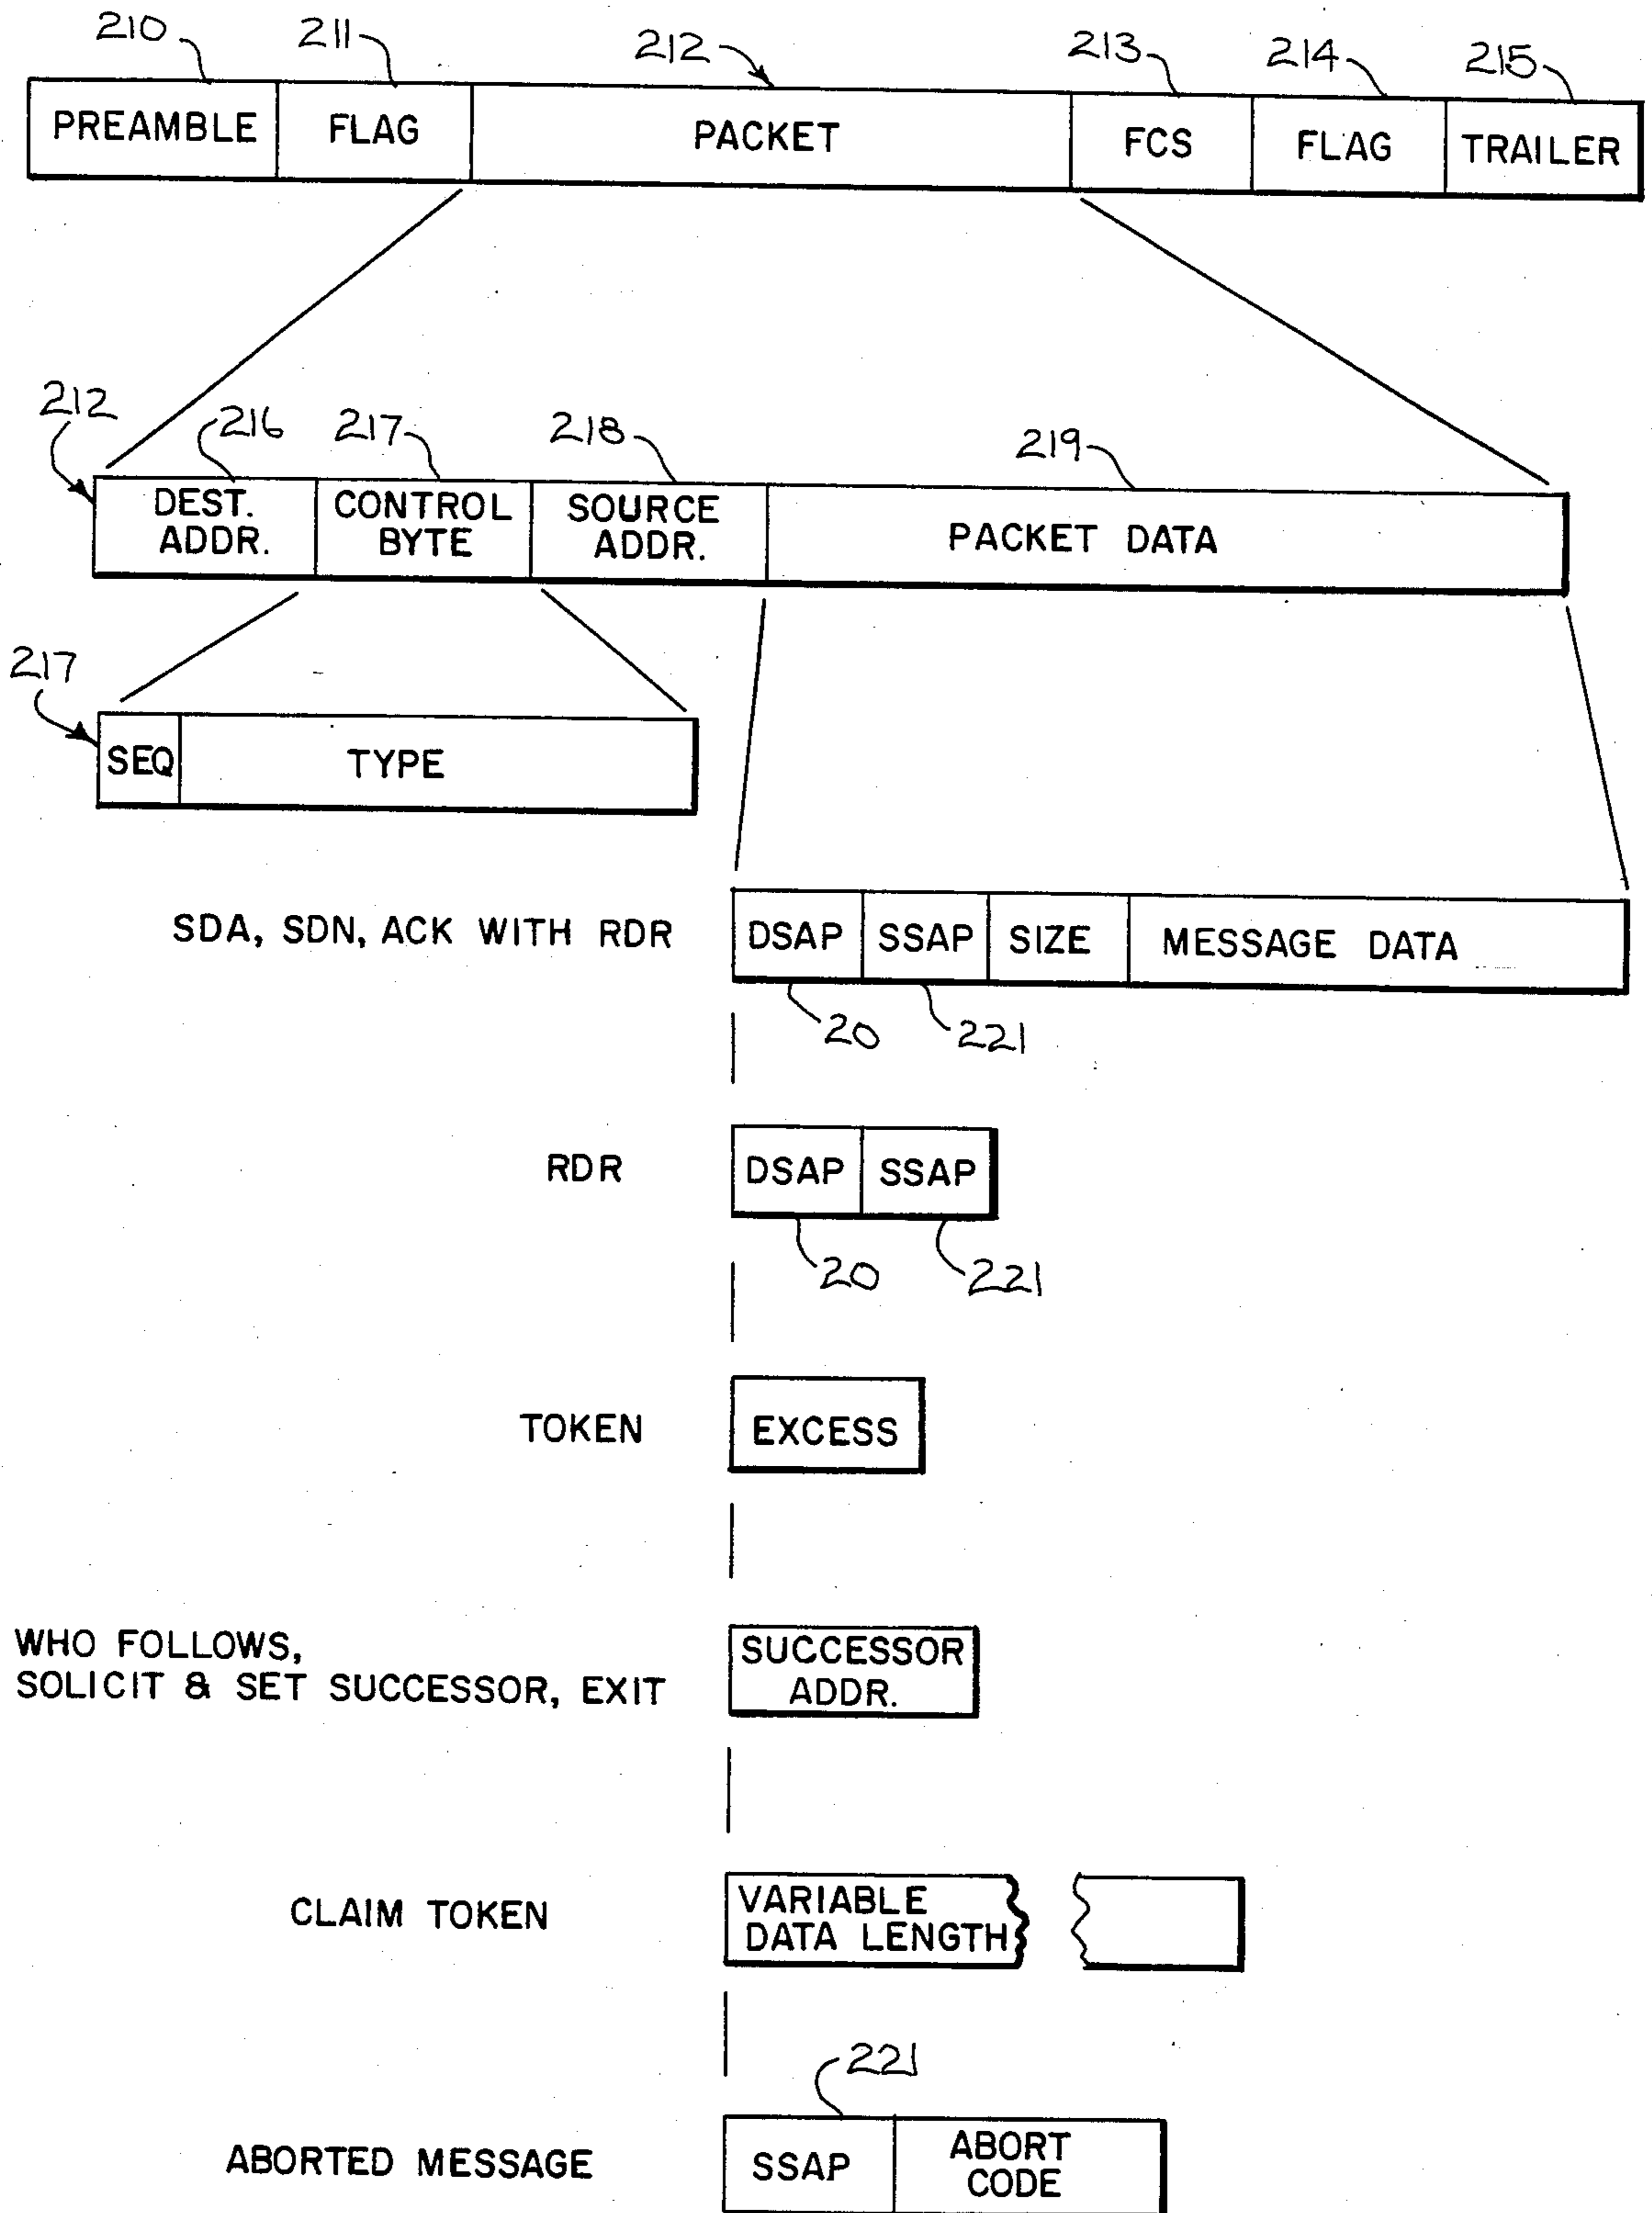 210 211 212 213 214 215
PREAMBLE FLAG PACKET FCS FLAG TRAILER
212 216 217 218 219
DEST. ADDR. CONTROL BYTE SOURCE ADDR. PACKET DATA
217
SEQ TYPE
SDA, SDN, ACK WITH RDR DSAP SSAP SIZE MESSAGE DATA
20 221
RDR DSAP SSAP
20 221
TOKEN EXCESS
WHO FOLLOWS,
SOLICIT & SET SUCCESSOR, EXIT
SUCCESSOR
ADDR.
CLAIM TOKEN
VARIABLE
DATA LENGTH
221
ABORTED MESSAGE SSAP ABORT CODE